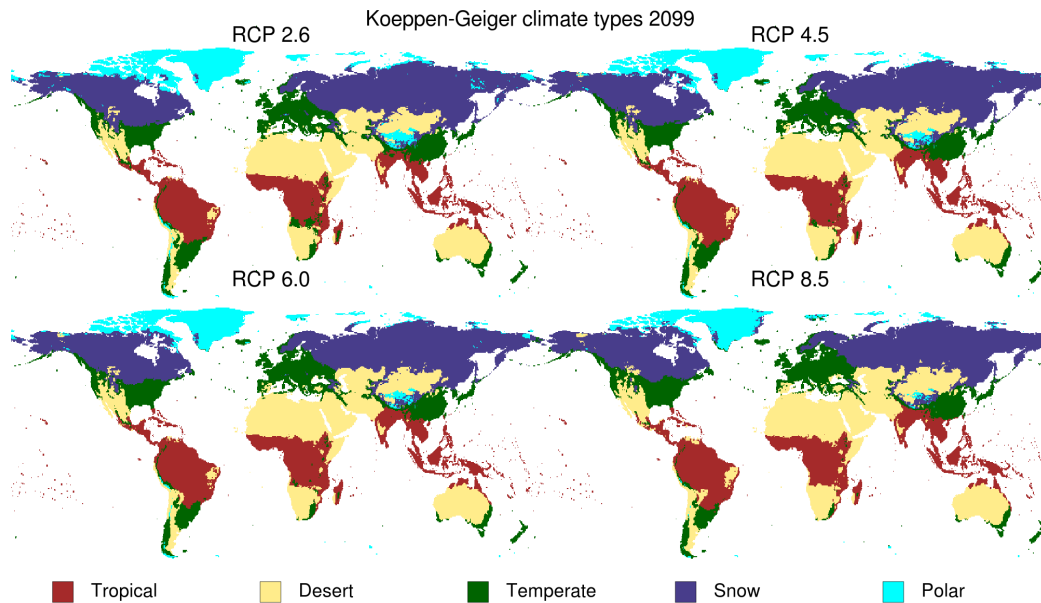 Koeppen-Geiger climate types 2099
RCP 2.6
RCP 4.5
RCP 6.0
RCP 8.5
Tropical
Desert
Temperate
Snow
Polar